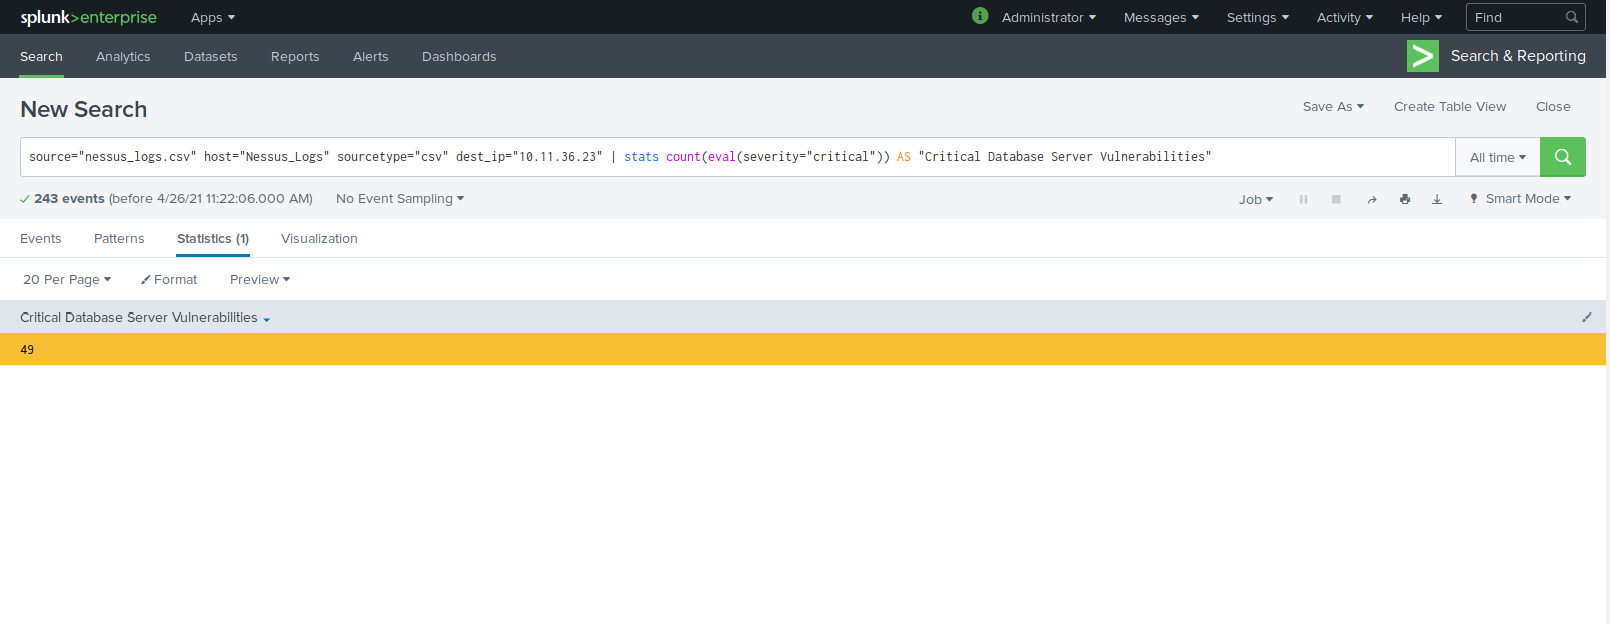 splunk>enterprise Apps Administrator Messages Settings Activity Help Find
Search Analytics Datasets Reports Alerts Dashboards Search & Reporting
New Search Save As Create Table View Close
source="nessus_logs.csv" host="Nessus_Logs" sourcetype="csv" dest_ip="10.11.36.23" | stats count(eval(severity="critical")) AS "Critical Database Server Vulnerabilities" All time
243 events (before 4/26/21 11:22:06.000 AM) No Event Sampling Job Smart Mode
Events Patterns Statistics (1) Visualization
20 Per Page Format Preview
Critical Database Server Vulnerabilities
49